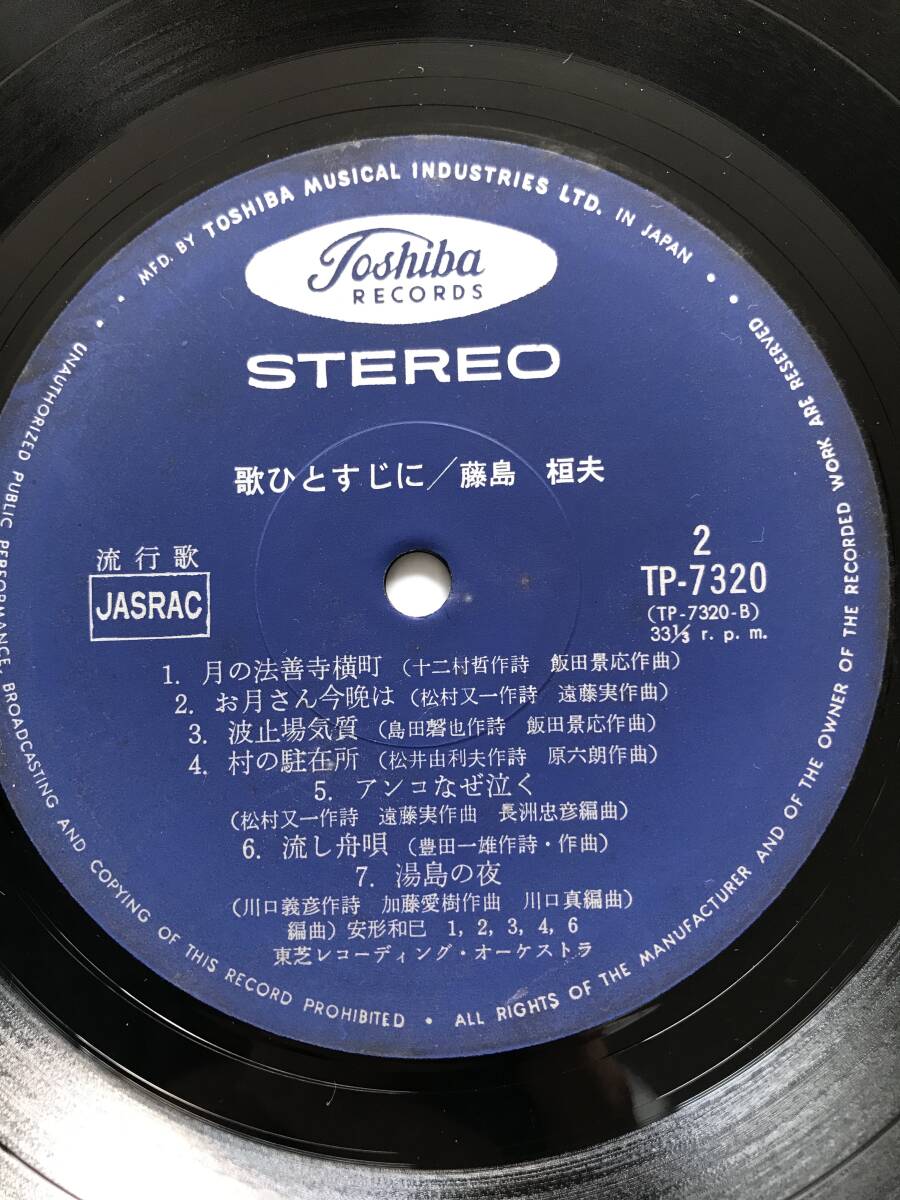 MFD. BY TOSHIBA MUSICAL INDUSTRIES LTD. IN JAPAN
Toshiba
RECORDS
STEREO
歌ひとすじに/藤島 桓夫
流行歌
JASRAC
2
TP-7320
(TP-7320-B)
33⅓ r. p. m.
1. 月の法善寺横町 (十二村哲作詩 飯田景応作曲)
2. お月さん今晩は (松村又一作詩 遠藤実作曲)
3. 波止場気質 (島田磬也作詩 飯田景応作曲)
4. 村の駐在所 (松井由利夫作詩 原六朗作曲)
5. アンコなぜ泣く
(松村又一作詩 遠藤実作曲 長洲忠彦編曲)
6. 流し舟唄 (豊田一雄作詩・作曲)
7. 湯島の夜
(川口義彦作詩 加藤愛樹作曲 川口真編曲)
編曲) 安形和巳 1, 2, 3, 4, 6
東芝レコーディング・オーケストラ
UNAUTHORIZED PUBLIC PERFORMANCE, BROADCASTING AND COPYING OF THIS RECORD PROHIBITED • ALL RIGHTS OF THE MANUFACTURER AND OF THE OWNER OF THE RECORDED WORK ARE RESERVED